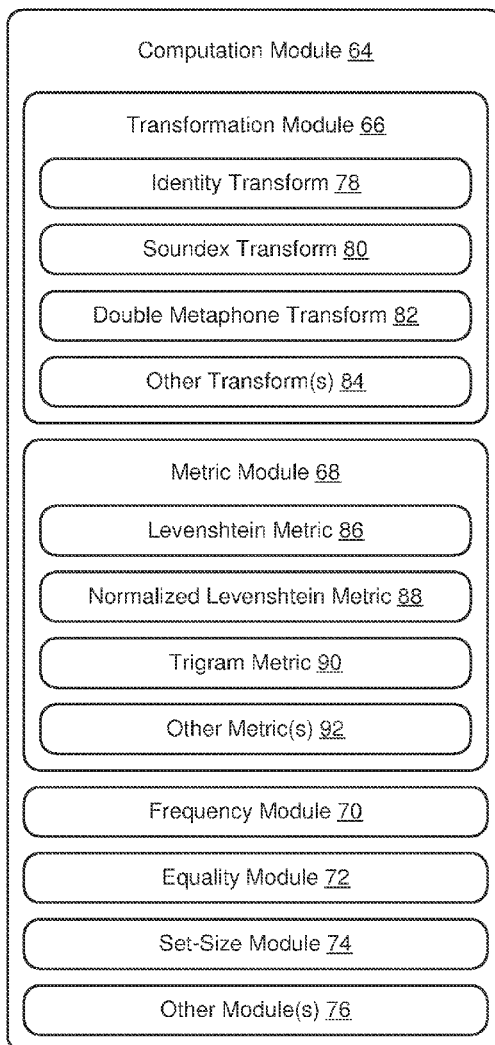 Computation Module 64
Transformation Module 66
Identity Transform 78
Soundex Transform 80
Double Metaphone Transform 82
Other Transform(s) 84
Metric Module 68
Levenshtein Metric 86
Normalized Levenshtein Metric 88
Trigram Metric 90
Other Metric(s) 92
Frequency Module 70
Equality Module 72
Set-Size Module 74
Other Module(s) 76